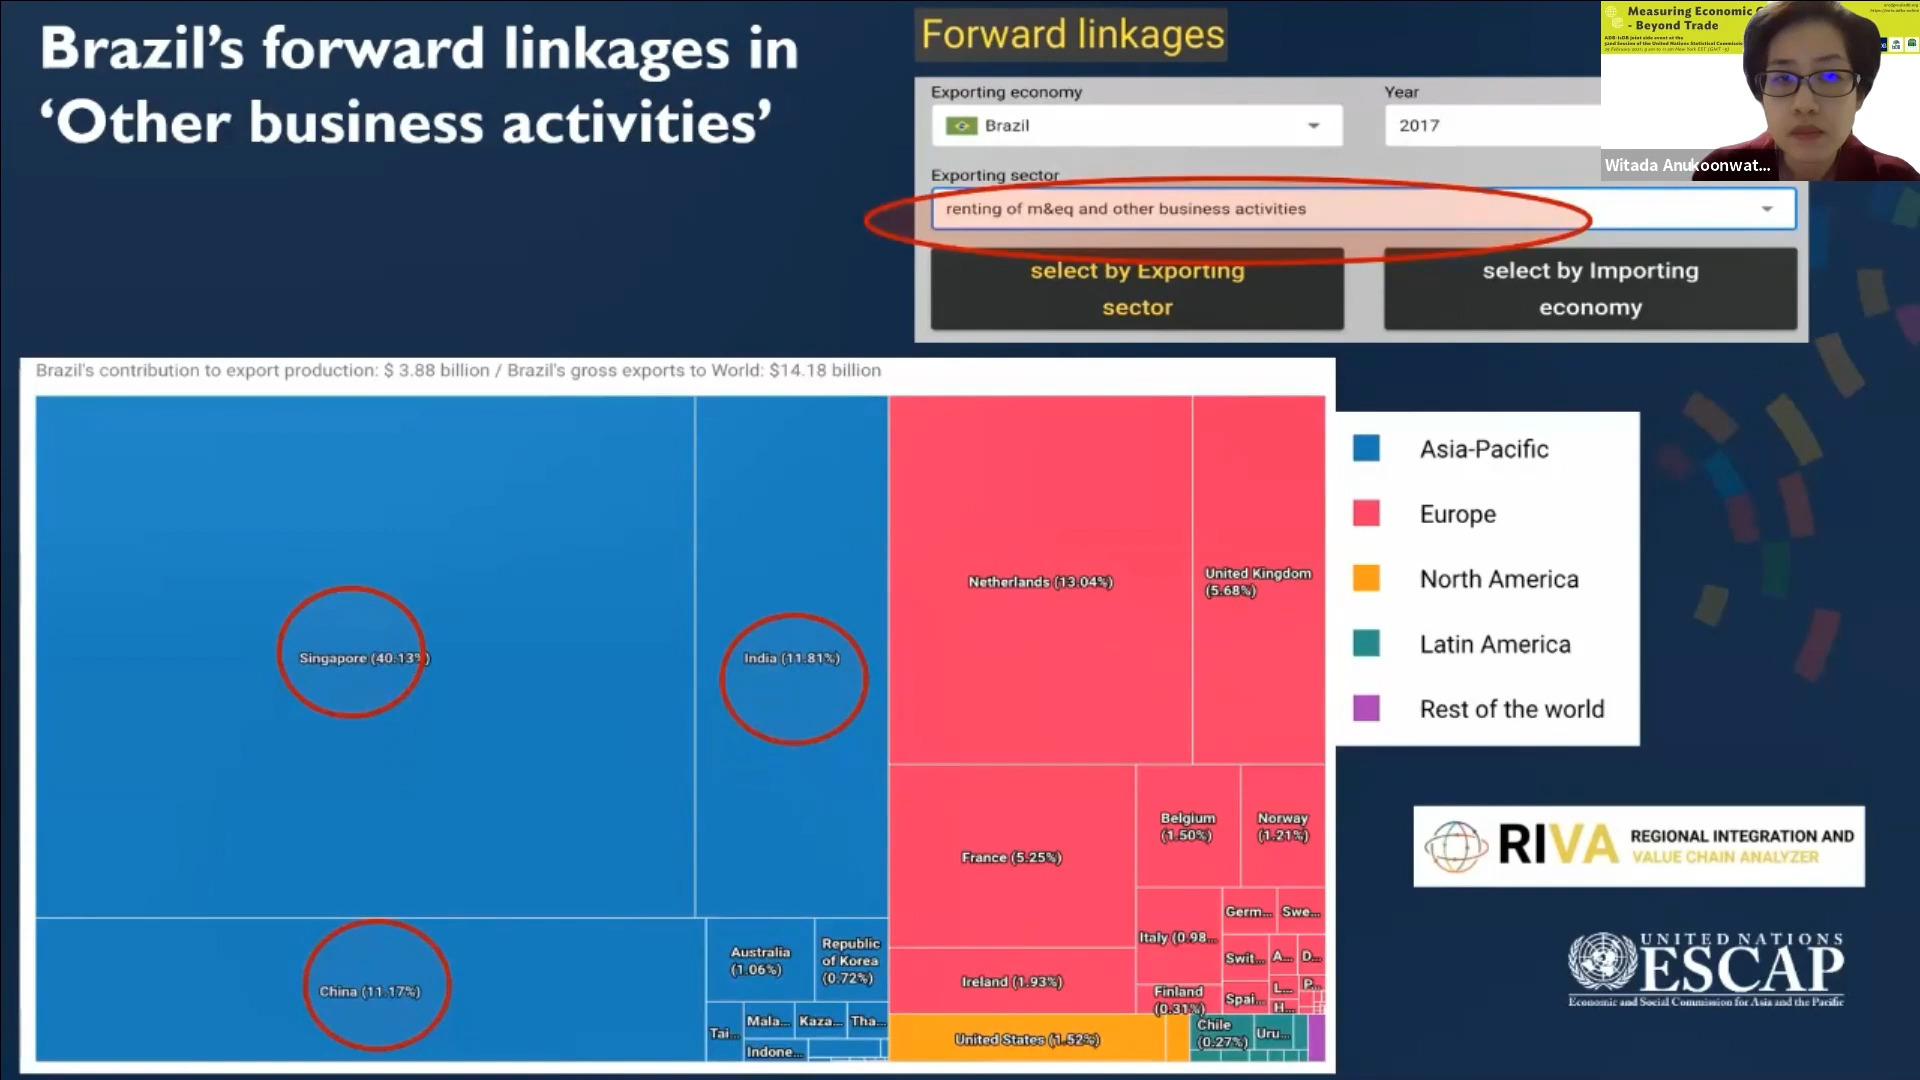 Brazil's forward linkages in
'Other business activities'
Forward linkages
Exporting economy
Year
Brazil
2017
Exporting sector
renting of m&eq and other business activities
select by Exporting
sector
select by Importing
economy
Measuring Economic
- Beyond Trade
Witada Anukoonwat...
Brazil's contribution to export production: $ 3.88 billion / Brazil's gross exports to World: $14.18 billion
Singapore (40.13%)
India (11.81%)
China (11.17%)
Australia
(1.06%)
Republic
of Korea
(0.72%)
Tai...
Mala...
Kaza...
Tha...
Indone...
Netherlands (13.04%)
United Kingdom
(5.68%)
France (5.25%)
Belgium
(1.50%)
Norway
(1.21%)
Ireland (1.93%)
Italy (0.98...
Finland
(0.31%)
Germ...
Swe...
Swit...
A...
D...
Spai...
L...
P...
H...
United States (1.52%)
Chile
(0.27%)
Uru...
Asia-Pacific
Europe
North America
Latin America
Rest of the world
RIVA
REGIONAL INTEGRATION AND
VALUE CHAIN ANALYZER
UNITED NATIONS
ESCAP
Economic and Social Commission for Asia and the Pacific